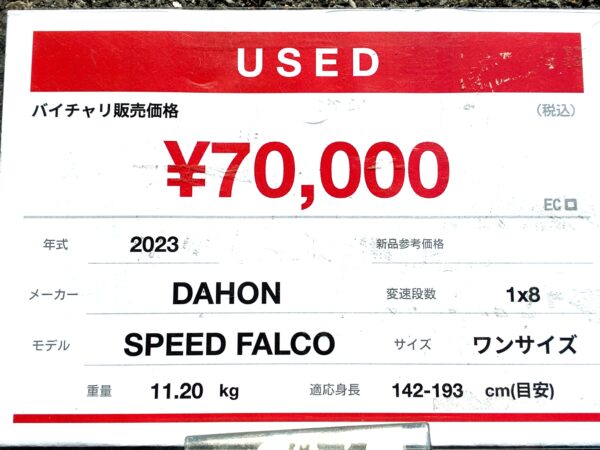 USED
バイチャリ販売価格 (税込)
¥70,000
EC
年式 2023 新品参考価格
メーカー DAHON 変速段数 1x8
モデル SPEED FALCO サイズ ワンサイズ
重量 11.20 kg 適応身長 142-193 cm(目安)